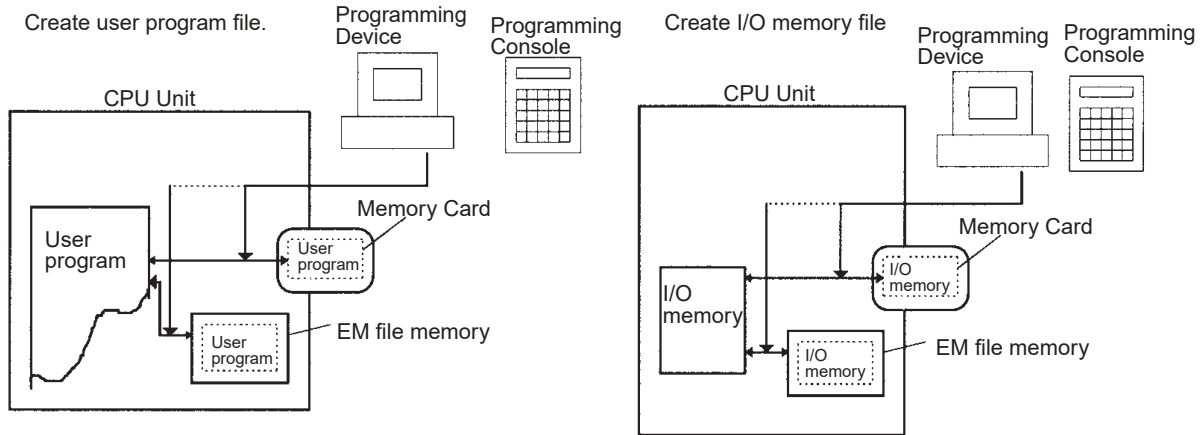 Create user program file.
Programming
Device
Programming
Console
CPU Unit
User
program
Memory Card
User
program
EM file memory
User
program
Create I/O memory file
Programming
Device
Programming
Console
CPU Unit
I/O
memory
Memory Card
I/O
memory
EM file memory
I/O
memory